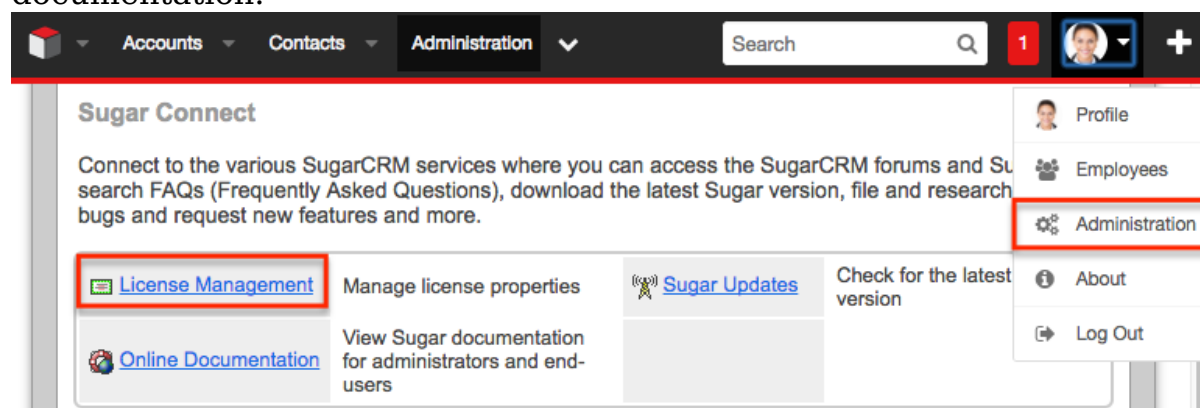 documentation.
Accounts Contacts Administration Search 1
Sugar Connect
Connect to the various SugarCRM services where you can access the SugarCRM forums and Su
search FAQs (Frequently Asked Questions), download the latest Sugar version, file and research
bugs and request new features and more.
License Management Manage license properties Sugar Updates Check for the latest
version
Online Documentation View Sugar documentation
for administrators and end-
users
Profile
Employees
Administration
About
Log Out